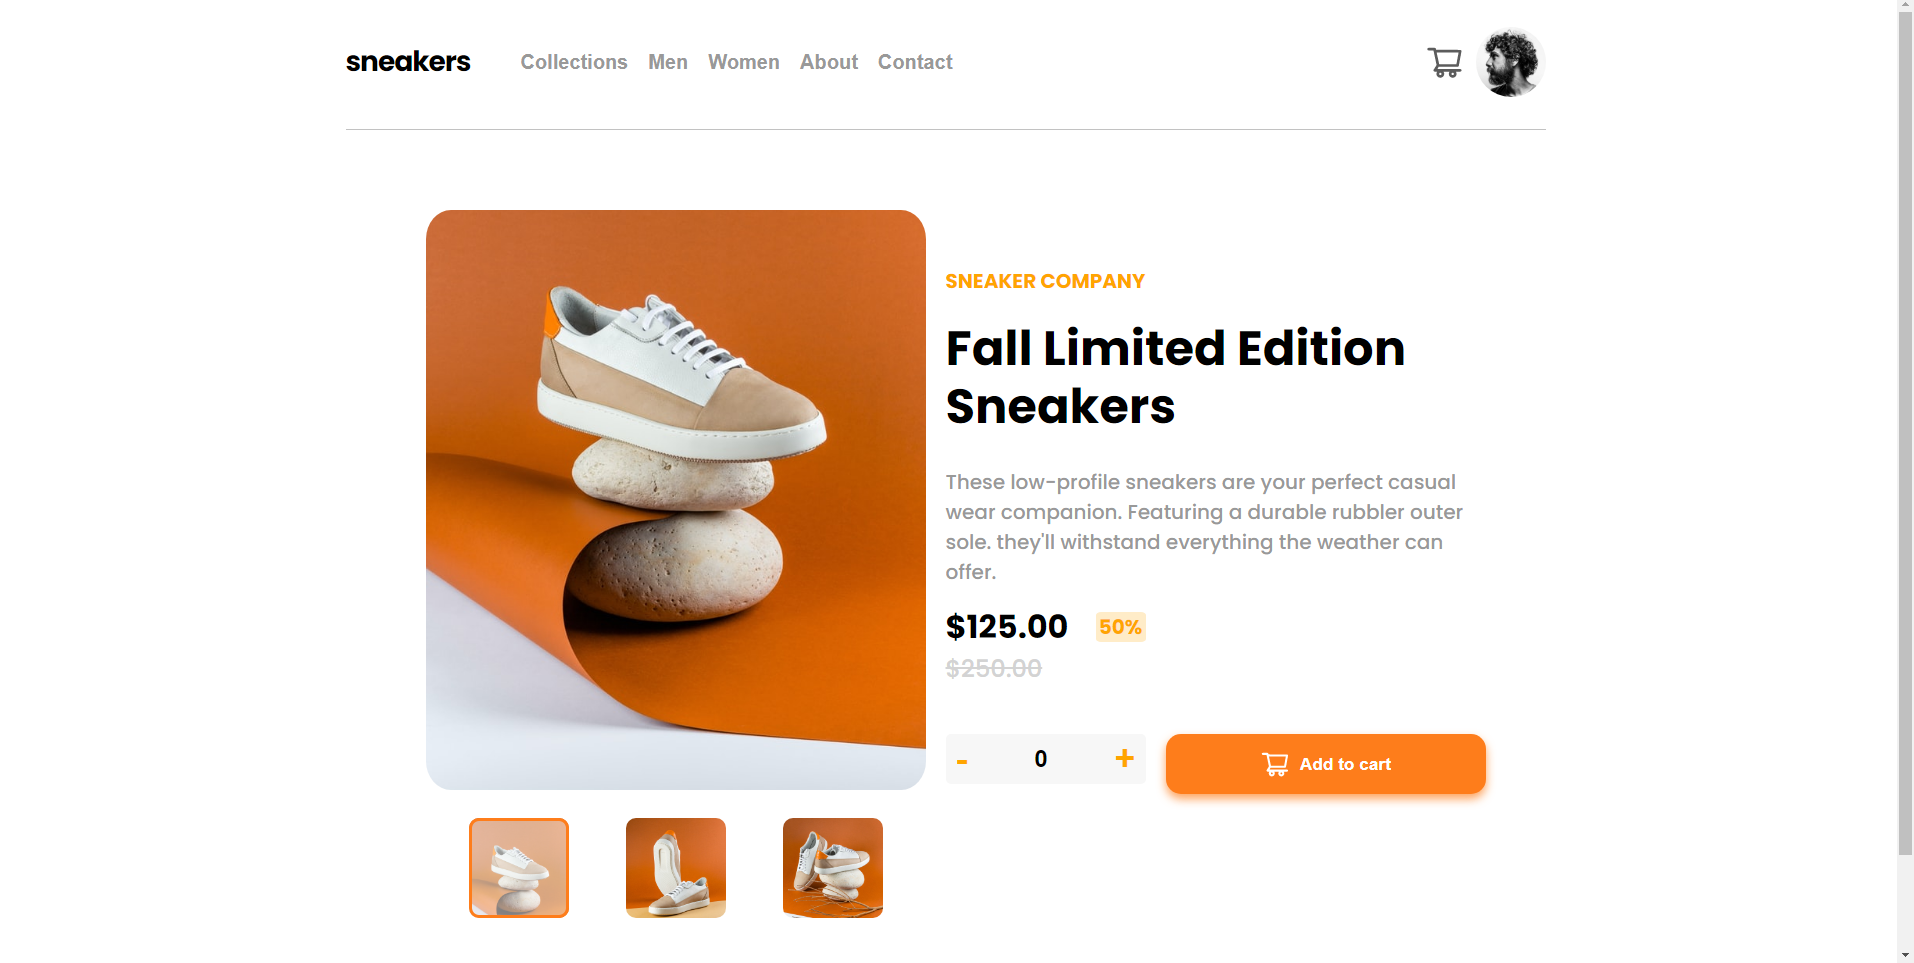 sneakers Collections Men Women About Contact
SNEAKER COMPANY
Fall Limited Edition
Sneakers
These low-profile sneakers are your perfect casual
wear companion. Featuring a durable rubbler outer
sole. they'll withstand everything the weather can
offer.
$125.00 50%
$250.00
- 0 + Add to cart